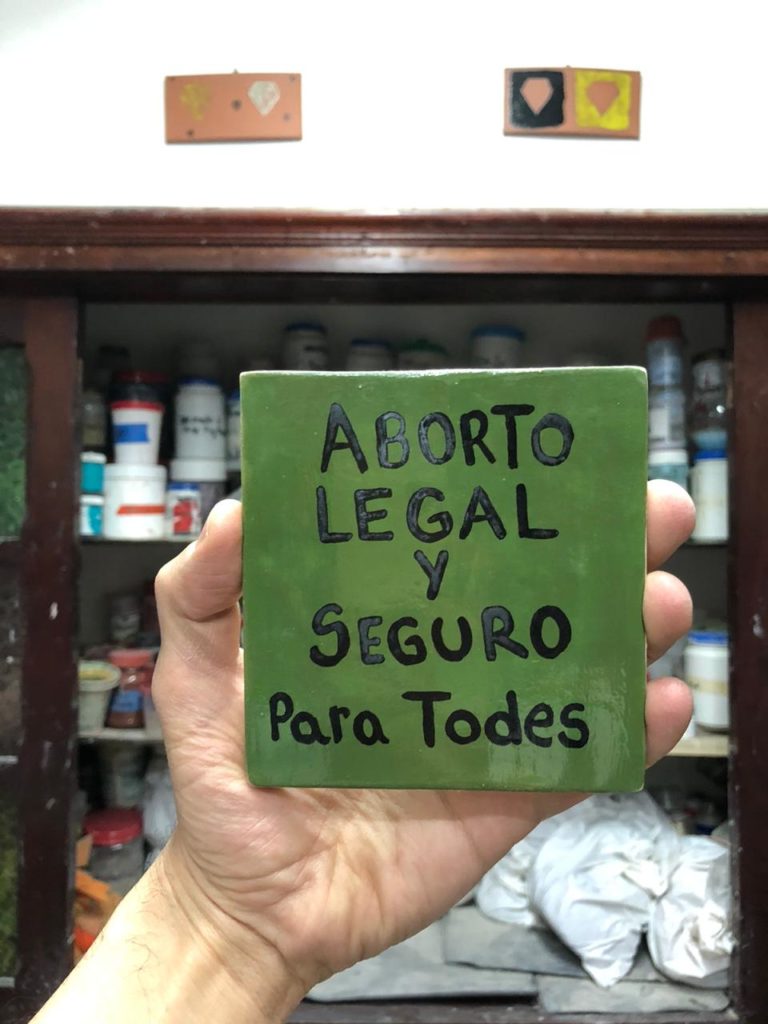 ABORTO
LEGAL
Y
SEGURO
Para Todes